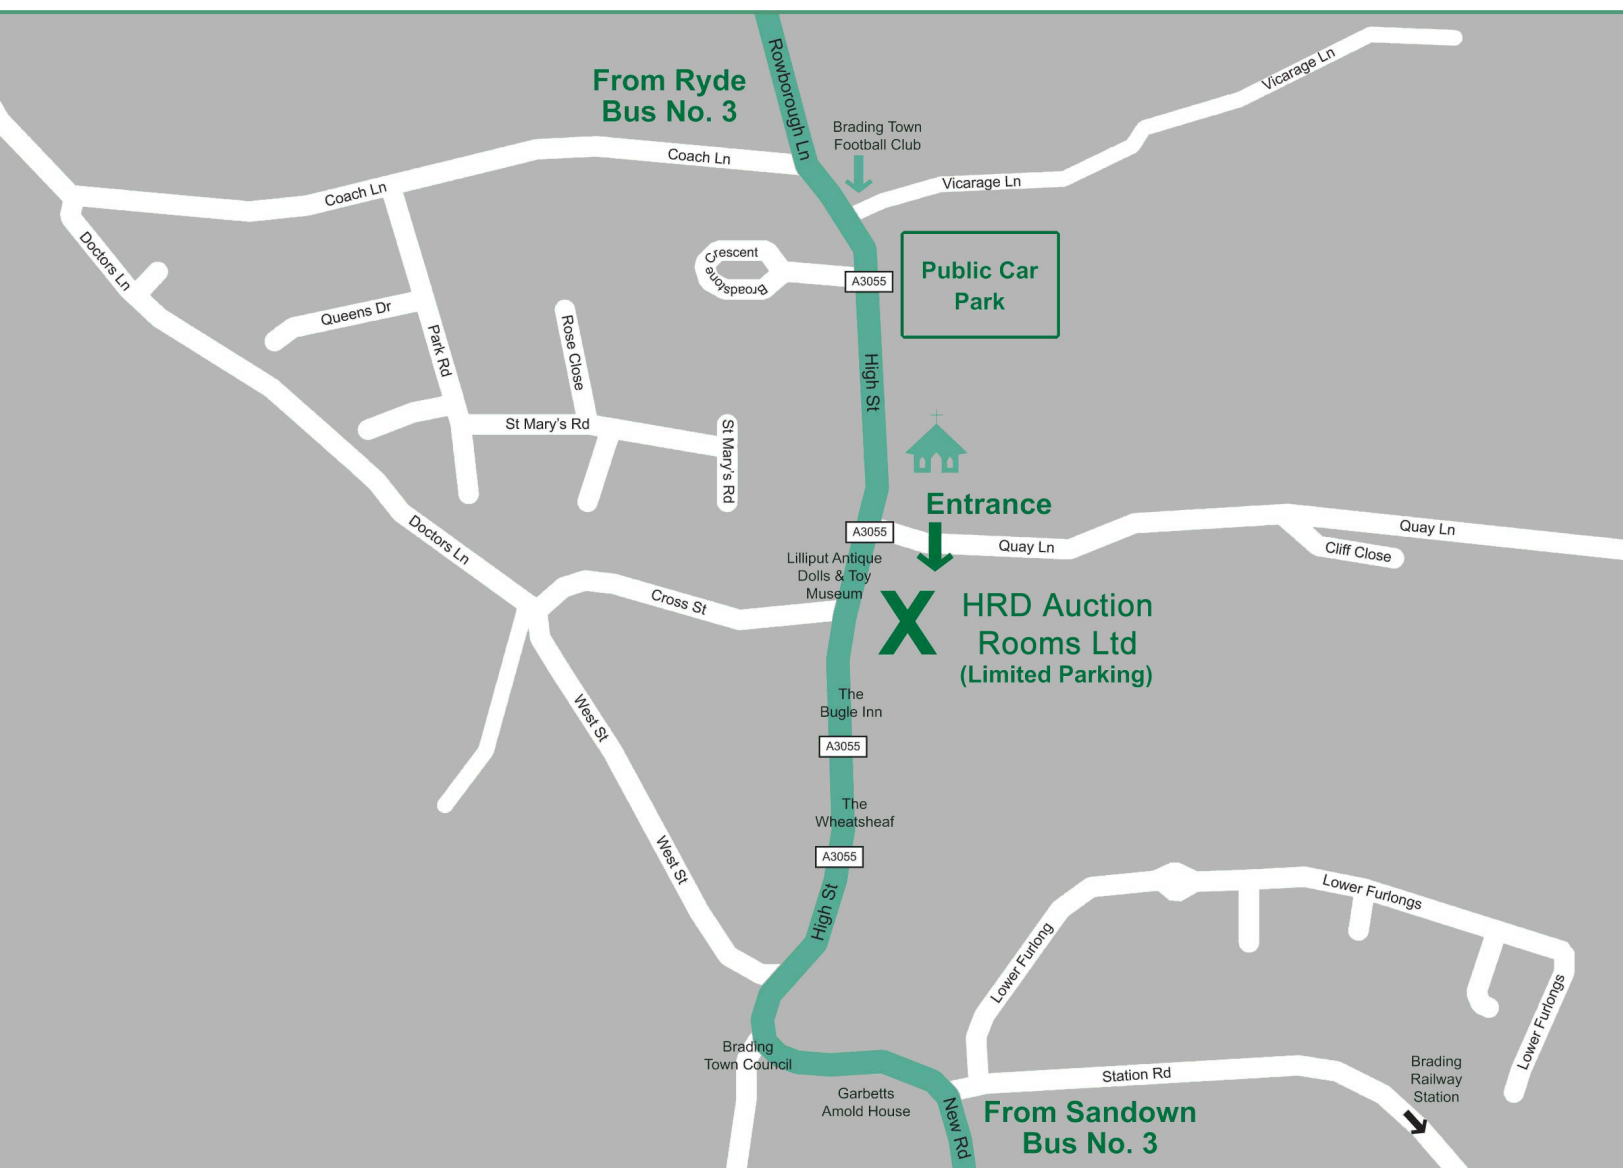 From Ryde
Bus No. 3
Rowborough Ln
Brading Town
Football Club
Vicarage Ln
Vicarage Ln
Coach Ln
Coach Ln
Doctors Ln
Crescent
Broadstone
A3055
Public Car
Park
Queens Dr
Park Rd
Rose Close
High St
St Mary's Rd
St Mary's Rd
Entrance
A3055
Quay Ln
Quay Ln
Cliff Close
Doctors Ln
Lilliput Antique
Dolls & Toy
Museum
Cross St
HRD Auction
Rooms Ltd
(Limited Parking)
X
West St
The
Bugle Inn
A3055
The
Wheatsheaf
A3055
West St
High St
Lower Furlongs
Lower Furlong
Lower Furlongs
Brading
Town Council
Station Rd
Brading
Railway
Station
Garbetts
Arnold House
New Rd
From Sandown
Bus No. 3